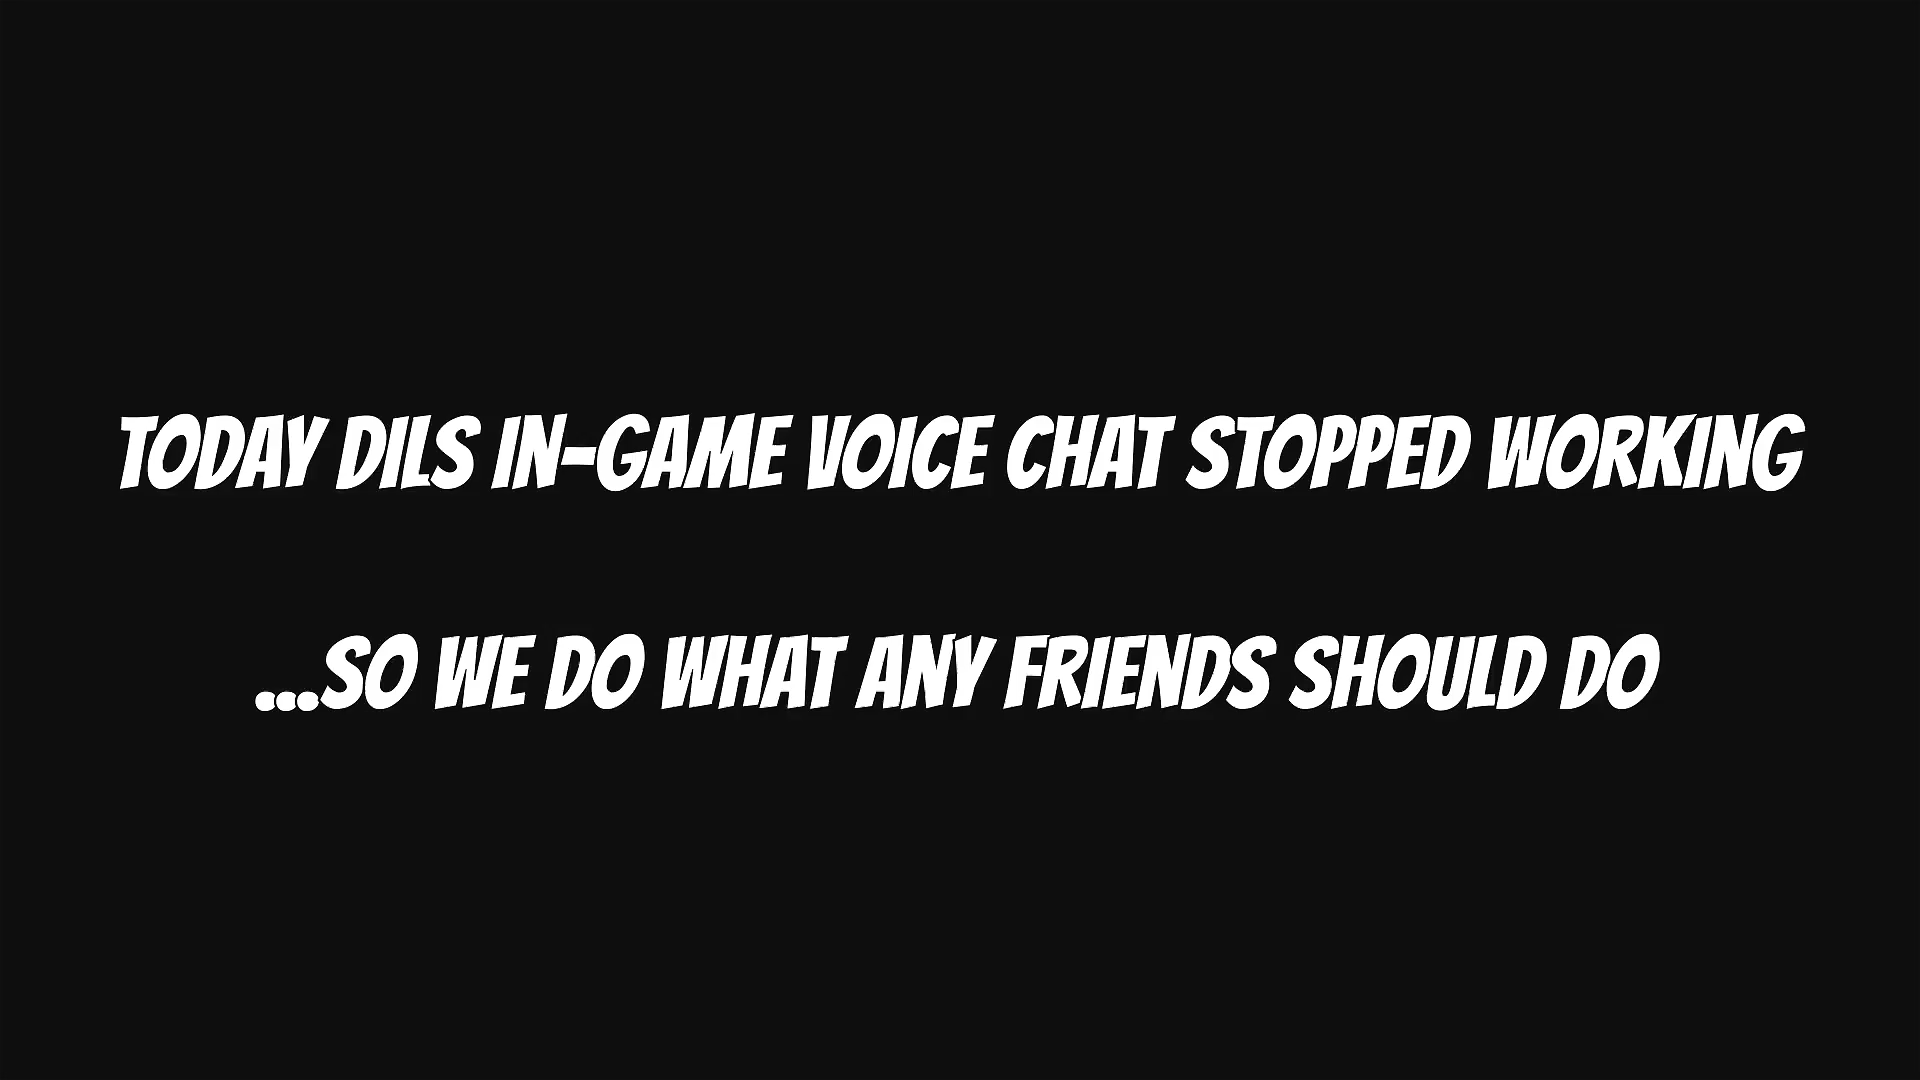 TODAY DILS IN-GAME VOICE CHAT STOPPED WORKING
...SO WE DO WHAT ANY FRIENDS SHOULD DO